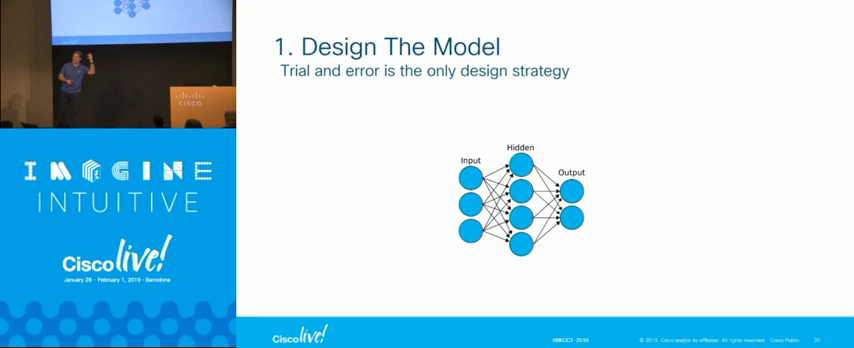 CISCO
IMAGINE
INTUITIVE
Cisco live!
January 28 - February 1, 2019 · Barcelona
1. Design The Model
Trial and error is the only design strategy
Hidden
Input
Output
Cisco live!
© 2019 Cisco and/or its affiliates. All rights reserved. Cisco Public
20